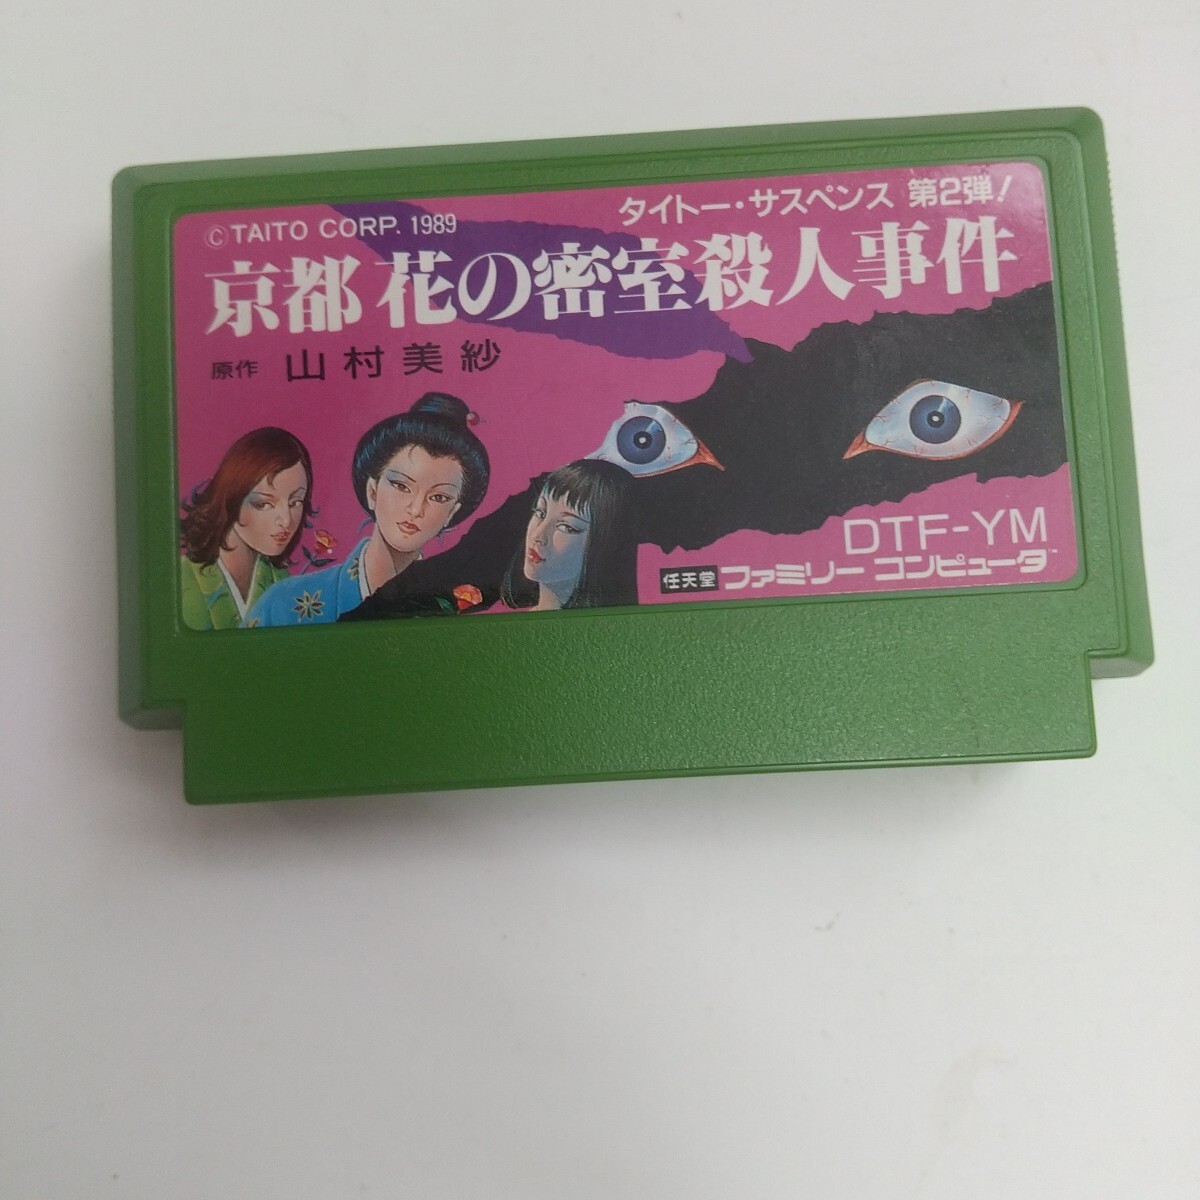 タイトー・サスペンス 第2弾!
©TAITO CORP. 1989
京都 花の密室殺人事件
原作 山村美紗
DTF-YM
任天堂 ファミリーコンピュータ™